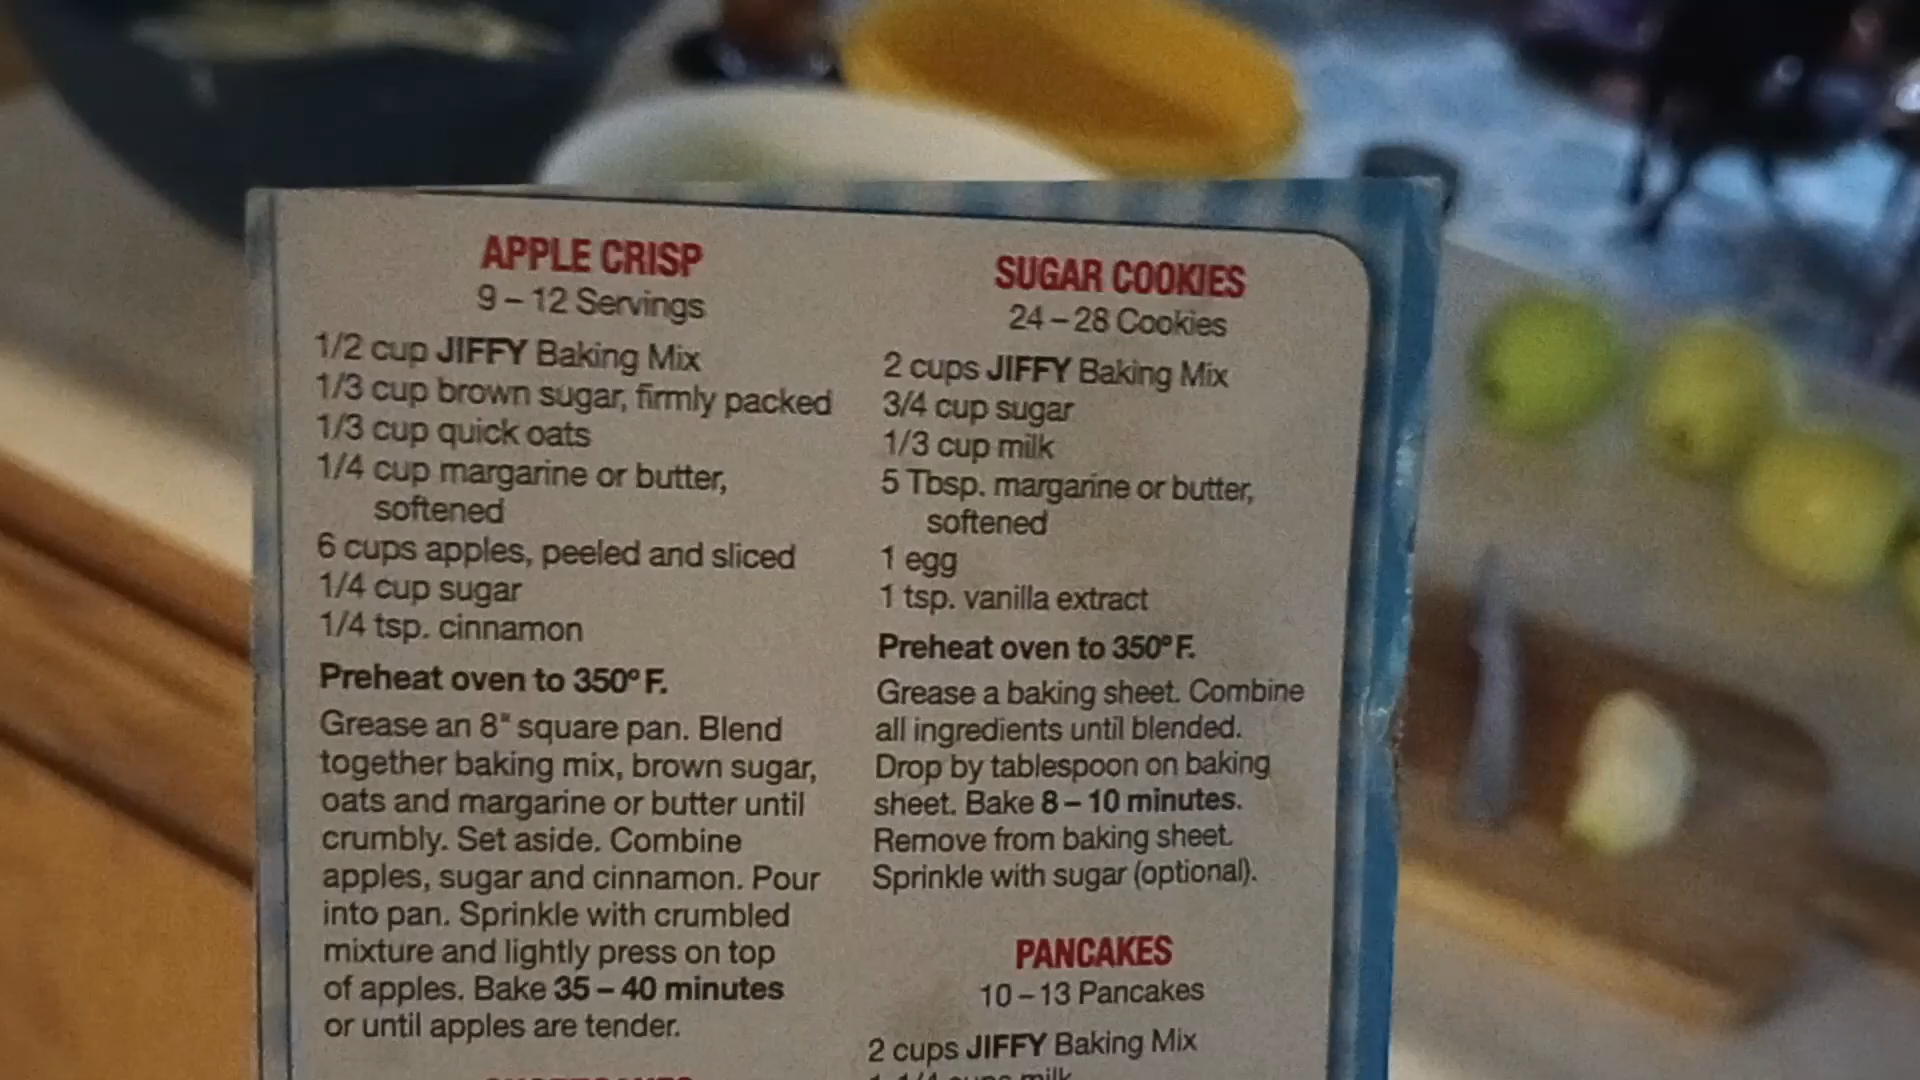 APPLE CRISP
9 – 12 Servings
1/2 cup JIFFY Baking Mix
1/3 cup brown sugar, firmly packed
1/3 cup quick oats
1/4 cup margarine or butter,
softened
6 cups apples, peeled and sliced
1/4 cup sugar
1/4 tsp. cinnamon
Preheat oven to 350º F.
Grease an 8" square pan. Blend
together baking mix, brown sugar,
oats and margarine or butter until
crumbly. Set aside. Combine
apples, sugar and cinnamon. Pour
into pan. Sprinkle with crumbled
mixture and lightly press on top
of apples. Bake 35 – 40 minutes
or until apples are tender.
SUGAR COOKIES
24 – 28 Cookies
2 cups JIFFY Baking Mix
3/4 cup sugar
1/3 cup milk
5 Tbsp. margarine or butter,
softened
1 egg
1 tsp. vanilla extract
Preheat oven to 350º F.
Grease a baking sheet. Combine
all ingredients until blended.
Drop by tablespoon on baking
sheet. Bake 8 – 10 minutes.
Remove from baking sheet.
Sprinkle with sugar (optional).
PANCAKES
10 – 13 Pancakes
2 cups JIFFY Baking Mix
milk